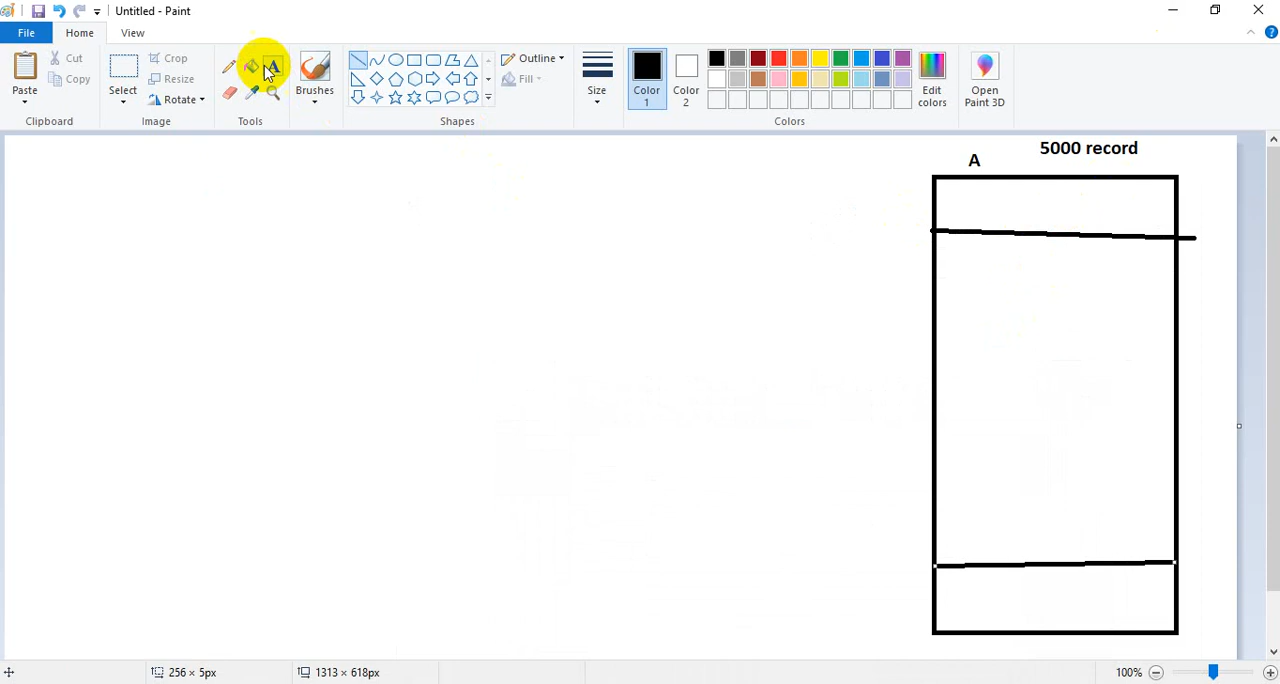 Untitled - Paint
File
Home
View
Paste
Cut
Copy
Clipboard
Select
Crop
Resize
Rotate
Image
A
Tools
Brushes
Shapes
Outline
Fill
Size
Color 1
Color 2
Colors
Edit colors
Open Paint 3D
5000 record
A
256 × 5px
1313 × 618px
100%